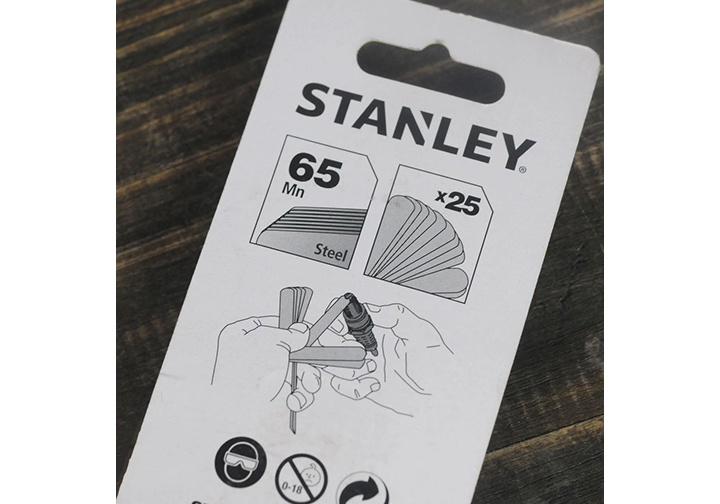 STANLEY®
65
Mn
Steel
x25
0-18